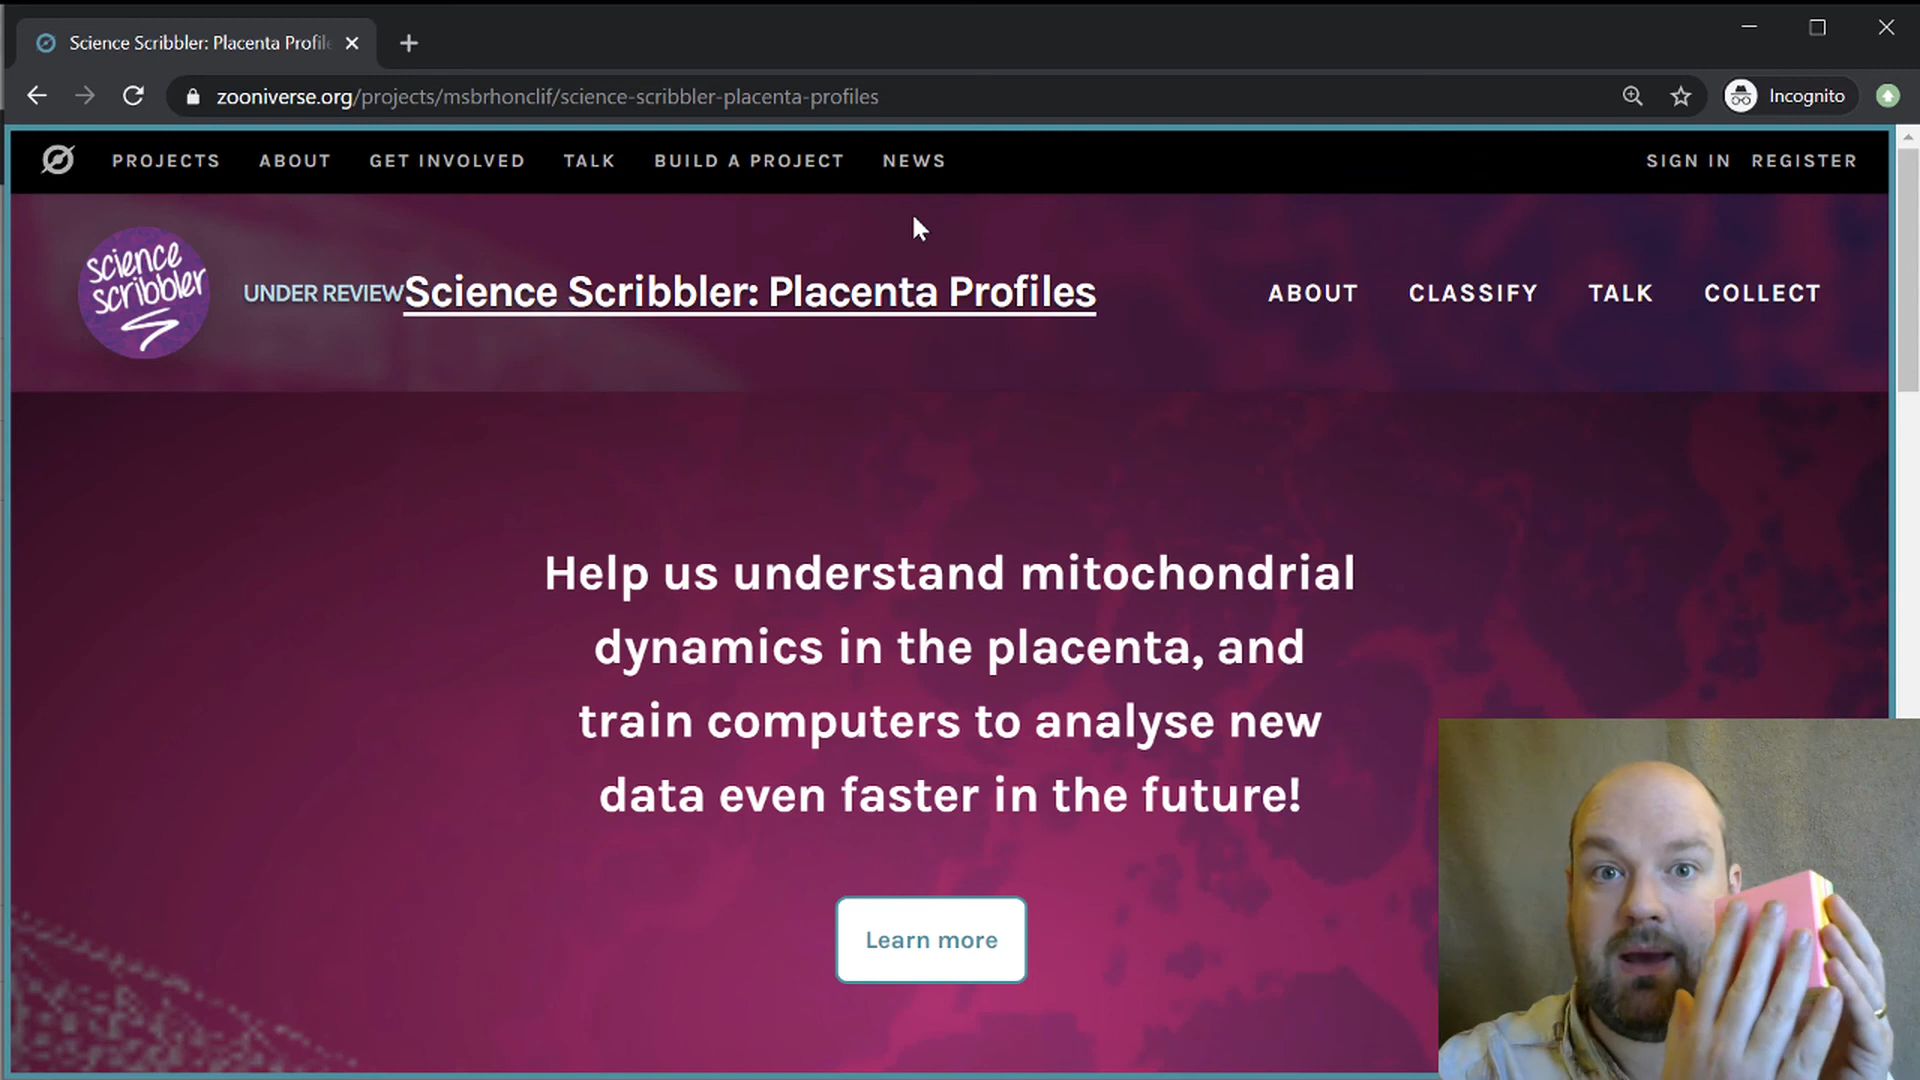 Science Scribbler: Placenta Profile
zooniverse.org/projects/msbrhonclif/science-scribbler-placenta-profiles
Incognito
PROJECTS ABOUT GET INVOLVED TALK BUILD A PROJECT NEWS SIGN IN REGISTER
science
scribbler
UNDER REVIEW Science Scribbler: Placenta Profiles ABOUT CLASSIFY TALK COLLECT
Help us understand mitochondrial
dynamics in the placenta, and
train computers to analyse new
data even faster in the future!
Learn more